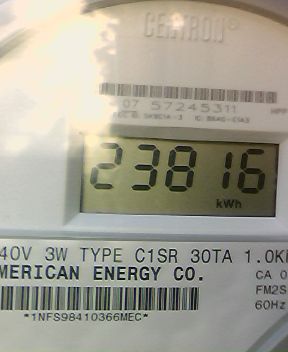 CENTRON®
07 57245311
23816
kWh
40V 3W TYPE C1SR 30TA 1.0K
MERICAN ENERGY CO.
CA 0
FM2S
60Hz
*1NFS98410366MEC*